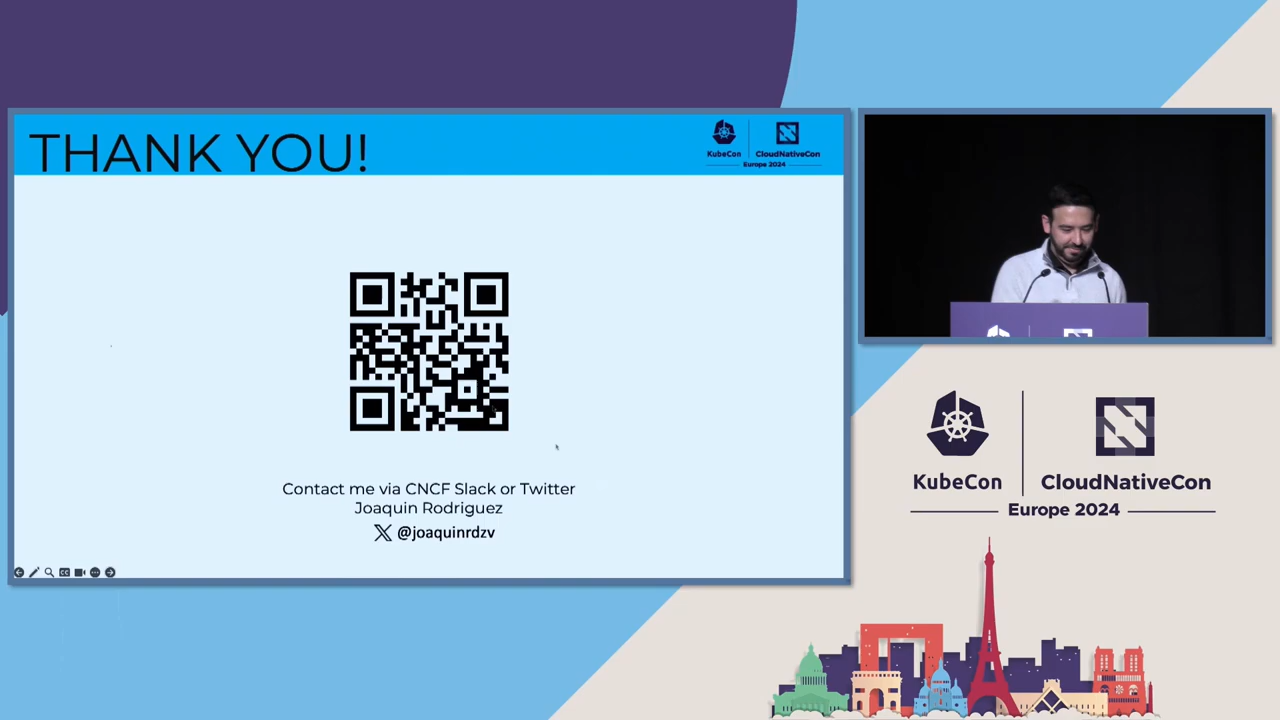 THANK YOU!
KubeCon
CloudNativeCon
Europe 2024
Contact me via CNCF Slack or Twitter
Joaquin Rodriguez
@joaquinrdzv
KubeCon
CloudNativeCon
Europe 2024